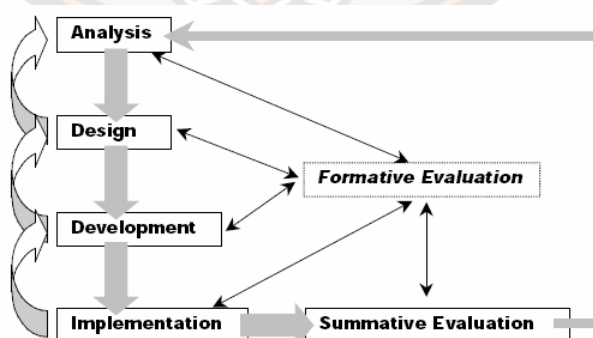 Analysis
Design
Formative Evaluation
Development
Implementation
Summative Evaluation